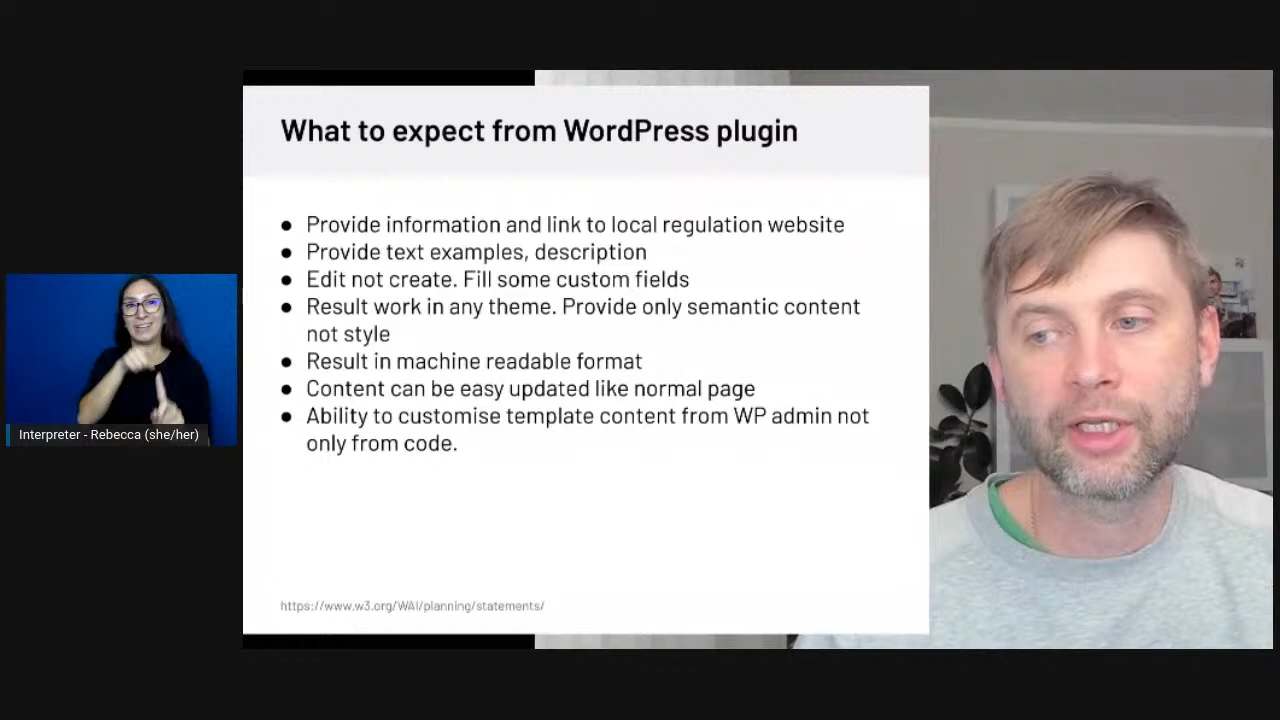 What to expect from WordPress plugin
● Provide information and link to local regulation website
● Provide text examples, description
● Edit not create. Fill some custom fields
● Result work in any theme. Provide only semantic content
not style
● Result in machine readable format
● Content can be easy updated like normal page
● Ability to customise template content from WP admin not
only from code.
https://www.w3.org/WAI/planning/statements/
Interpreter - Rebecca (she/her)